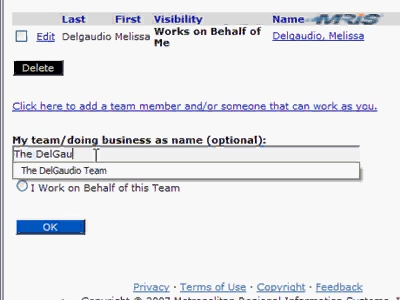 Last First Visibility Name MRIS
Edit Delgaudio Melissa Works on Behalf of Me Delgaudio, Melissa
Delete
Click here to add a team member and/or someone that can work as you.
My team/doing business as name (optional):
The DelGau
The DelGaudio Team
I Work on Behalf of this Team
OK
Privacy · Terms of Use · Copyright · Feedback
Copyright © 2007 Metropolitan Regional Information Systems, I